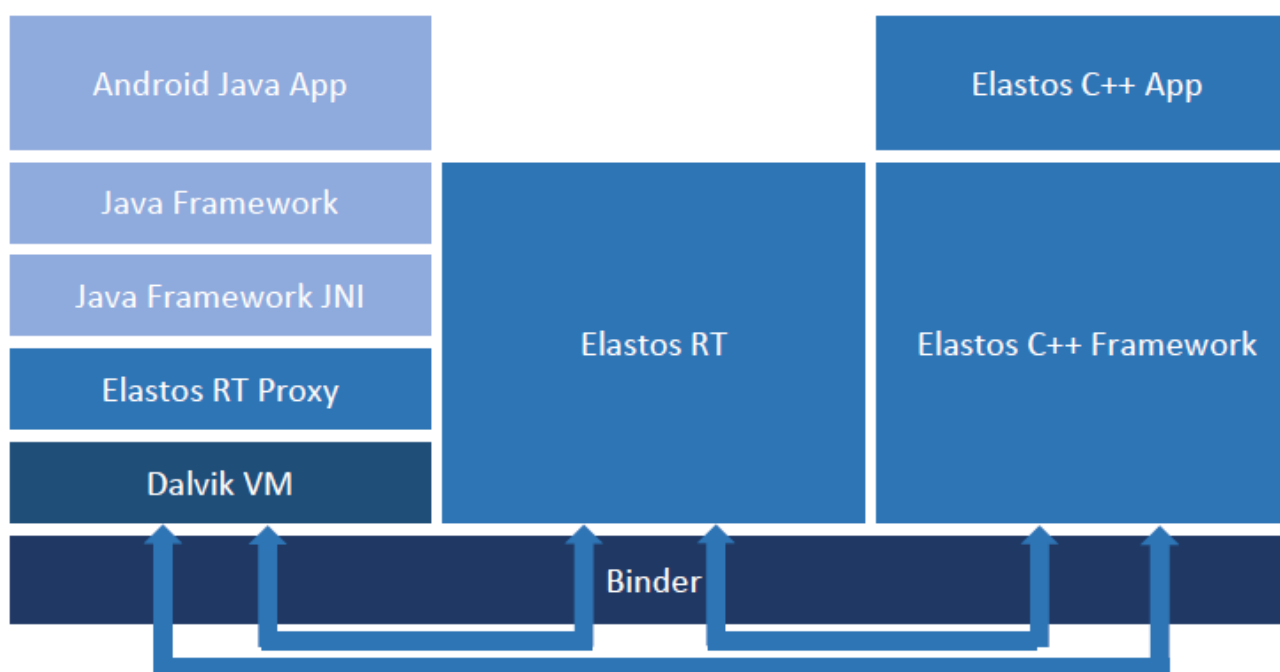 Android Java App
Elastos C++ App
Java Framework
Java Framework JNI
Elastos RT
Elastos C++ Framework
Elastos RT Proxy
Dalvik VM
Binder